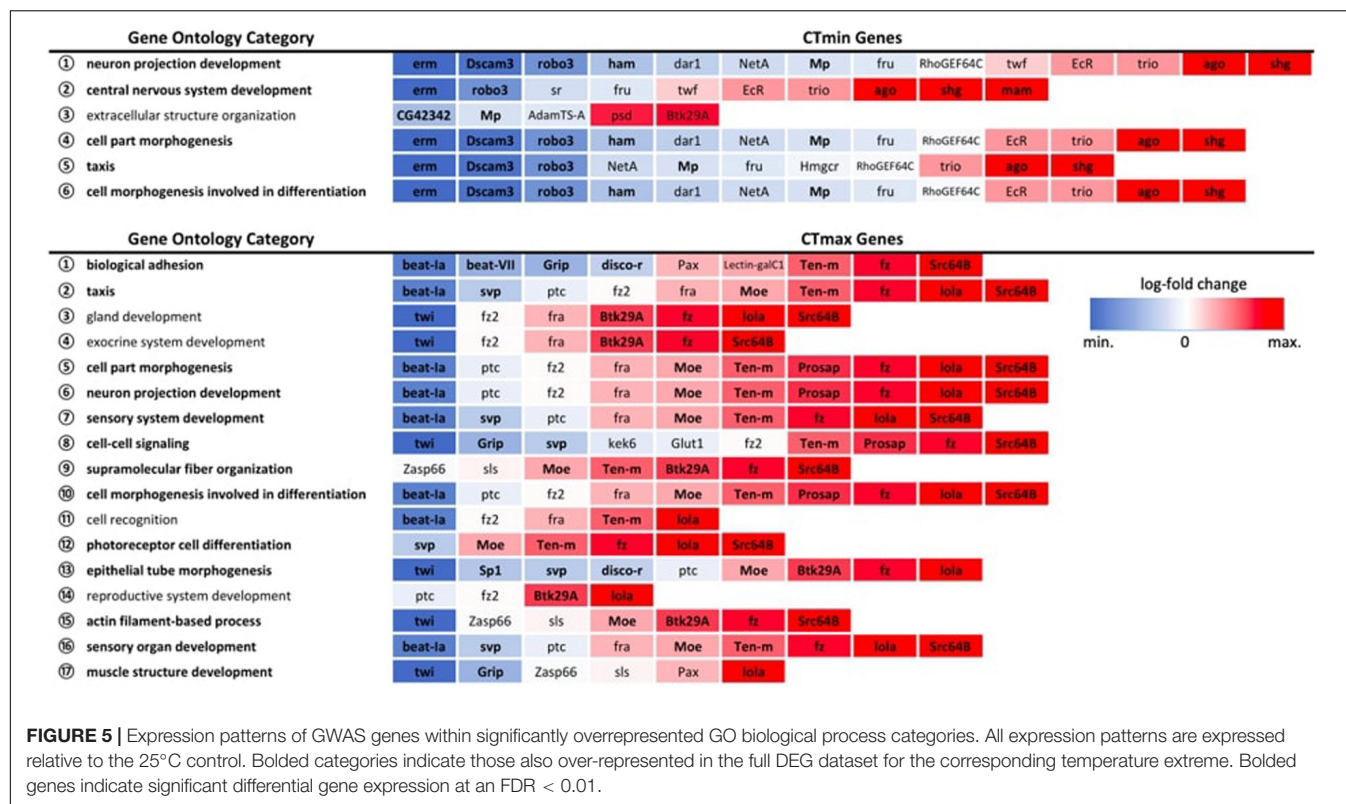 Gene Ontology Category CTmin Genes
① neuron projection development erm Dscam3 robo3 ham dar1 NetA Mp fru RhoGEF64C twf EcR trio ago shg
② central nervous system development erm robo3 sr fru twf EcR trio ago shg mam
③ extracellular structure organization CG42342 Mp AdamTS-A psd Btk29A
④ cell part morphogenesis erm Dscam3 robo3 ham dar1 NetA Mp fru RhoGEF64C EcR trio ago shg
⑤ taxis erm Dscam3 robo3 NetA Mp fru Hmgcr RhoGEF64C trio ago shg
⑥ cell morphogenesis involved in differentiation erm Dscam3 robo3 ham dar1 NetA Mp fru RhoGEF64C EcR trio ago shg
Gene Ontology Category CTmax Genes
① biological adhesion beat-Ia beat-VII Grip disco-r Pax Lectin-galC1 Ten-m fz Src64B
② taxis beat-Ia svp ptc fz2 fra Moe Ten-m fz lola Src64B
③ gland development twi fz2 fra Btk29A fz lola Src64B
④ exocrine system development twi fz2 fra Btk29A fz Src64B
⑤ cell part morphogenesis beat-Ia ptc fz2 fra Moe Ten-m Prosap fz lola Src64B
⑥ neuron projection development beat-Ia ptc fz2 fra Moe Ten-m Prosap fz lola Src64B
⑦ sensory system development beat-Ia svp ptc fra Moe Ten-m fz lola Src64B
⑧ cell-cell signaling twi Grip svp kek6 Glut1 fz2 Ten-m Prosap fz Src64B
⑨ supramolecular fiber organization Zasp66 sls Moe Ten-m Btk29A fz Src64B
⑩ cell morphogenesis involved in differentiation beat-Ia ptc fz2 fra Moe Ten-m Prosap fz lola Src64B
⑪ cell recognition beat-Ia fz2 fra Ten-m lola
⑫ photoreceptor cell differentiation svp Moe Ten-m fz lola Src64B
⑬ epithelial tube morphogenesis twi Sp1 svp disco-r ptc Moe Btk29A fz lola
⑭ reproductive system development ptc fz2 Btk29A lola
⑮ actin filament-based process twi Zasp66 sls Moe Btk29A fz Src64B
⑯ sensory organ development beat-Ia svp ptc fra Moe Ten-m fz lola Src64B
⑰ muscle structure development twi Grip Zasp66 sls Pax lola
log-fold change
min. 0 max.
FIGURE 5 | Expression patterns of GWAS genes within significantly overrepresented GO biological process categories. All expression patterns are expressed
relative to the 25°C control. Bolded categories indicate those also over-represented in the full DEG dataset for the corresponding temperature extreme. Bolded
genes indicate significant differential gene expression at an FDR < 0.01.